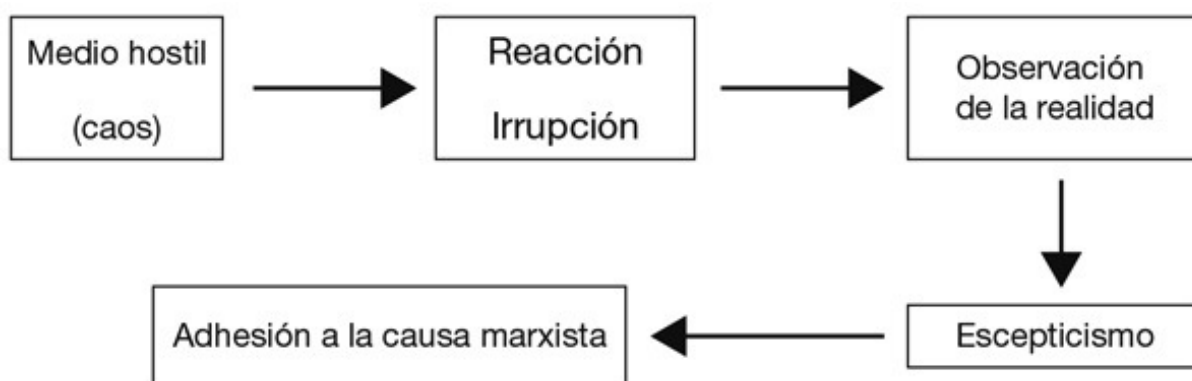 Medio hostil
(caos)
Reacción
Irrupción
Observación
de la realidad
Escepticismo
Adhesión a la causa marxista